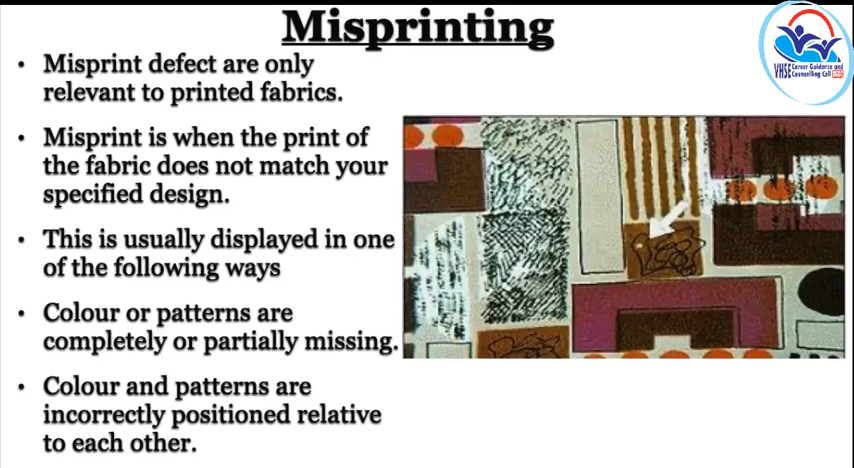 Misprinting
• Misprint defect are only
relevant to printed fabrics.
• Misprint is when the print of
the fabric does not match your
specified design.
• This is usually displayed in one
of the following ways
• Colour or patterns are
completely or partially missing.
• Colour and patterns are
incorrectly positioned relative
to each other.
VHSE Career Guidance and
Counselling Cell